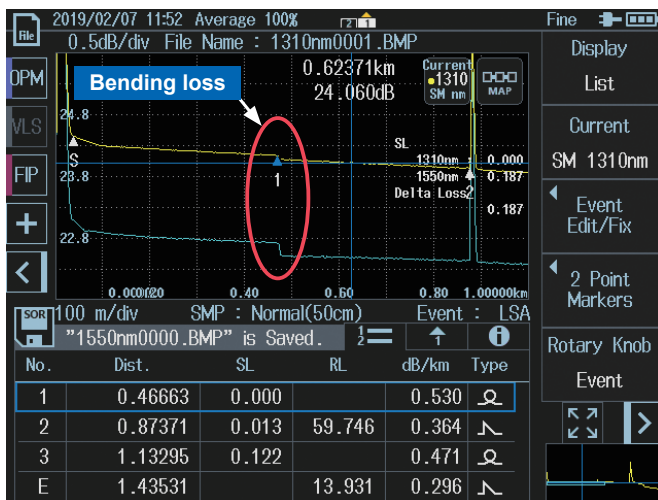 File
2019/02/07 11:52 Average 100%
2 1
Fine
0.5dB/div File Name : 1310nm0001.BMP
OPM
VLS
FIP
Bending loss
0.62371km
24.060dB
Current
1310
SM nm
MAP
24.8
23.8
22.8
S
1
2
SL
1310nm : 0.000
1550nm : 0.187
Delta Loss
0.187
0.40 0.60 0.80 1.00000km
SOR
100 m/div SMP : Normal(50cm) Event : LSA
"1550nm0000.BMP" is Saved.
1
2
1
No. Dist. SL RL dB/km Type
1 0.46663 0.000 0.530
2 0.87371 0.013 59.746 0.364
3 1.13295 0.122 0.471
E 1.43531 13.931 0.296
Display
List
Current
SM 1310nm
Event
Edit/Fix
2 Point
Markers
Rotary Knob
Event